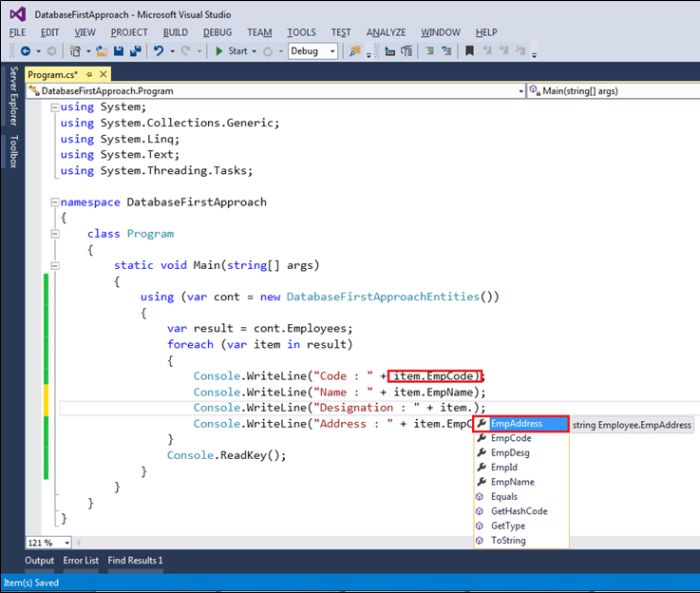 DatabaseFirstApproach - Microsoft Visual Studio
FILE EDIT VIEW PROJECT BUILD DEBUG TEAM TOOLS TEST ANALYZE WINDOW HELP
Start Debug
Server Explorer
Toolbox
Program.cs*
DatabaseFirstApproach.Program Main(string[] args)
using System;
using System.Collections.Generic;
using System.Linq;
using System.Text;
using System.Threading.Tasks;
namespace DatabaseFirstApproach
{
class Program
{
static void Main(string[] args)
{
using (var cont = new DatabaseFirstApproachEntities())
{
var result = cont.Employees;
foreach (var item in result)
{
Console.WriteLine("Code : " + item.EmpCode);
Console.WriteLine("Name : " + item.EmpName);
Console.WriteLine("Designation : " + item.);
Console.WriteLine("Address : " + item.EmpC
}
Console.ReadKey();
}
}
}
}
EmpAddress string Employee.EmpAddress
EmpCode
EmpDesg
EmpId
EmpName
Equals
GetHashCode
GetType
ToString
121 %
Output Error List Find Results 1
Item(s) Saved